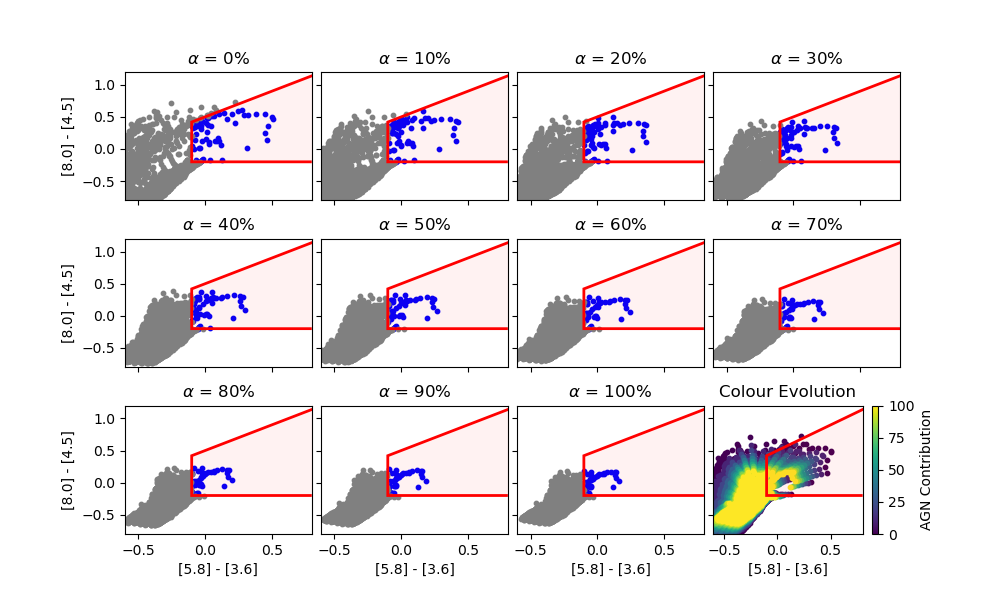 α = 0%
α = 10%
α = 20%
α = 30%
[8.0] - [4.5]
1.0
0.5
0.0
−0.5
α = 40%
α = 50%
α = 60%
α = 70%
[8.0] - [4.5]
1.0
0.5
0.0
−0.5
α = 80%
α = 90%
α = 100%
Colour Evolution
[8.0] - [4.5]
1.0
0.5
0.0
−0.5
−0.5 0.0 0.5
−0.5 0.0 0.5
−0.5 0.0 0.5
−0.5 0.0 0.5
[5.8] - [3.6]
[5.8] - [3.6]
[5.8] - [3.6]
[5.8] - [3.6]
100
75
50
25
0
AGN Contribution